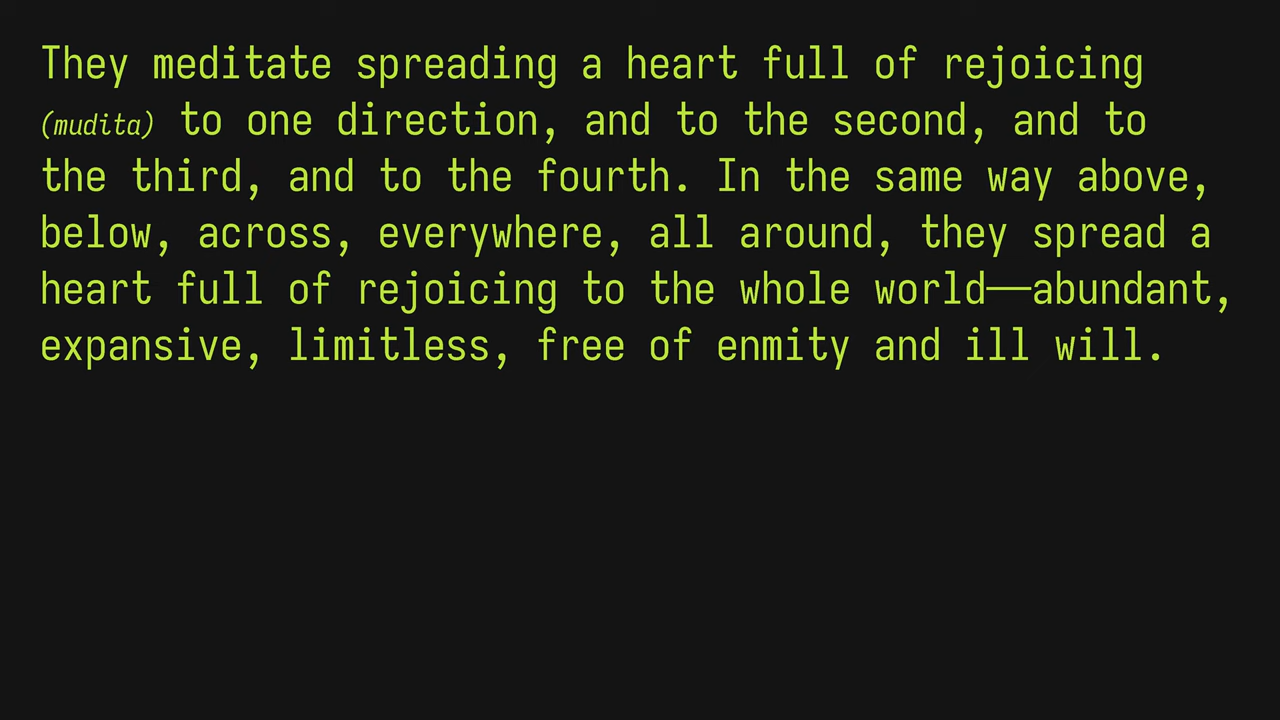 They meditate spreading a heart full of rejoicing
(mudita) to one direction, and to the second, and to
the third, and to the fourth. In the same way above,
below, across, everywhere, all around, they spread a
heart full of rejoicing to the whole world—abundant,
expansive, limitless, free of enmity and ill will.